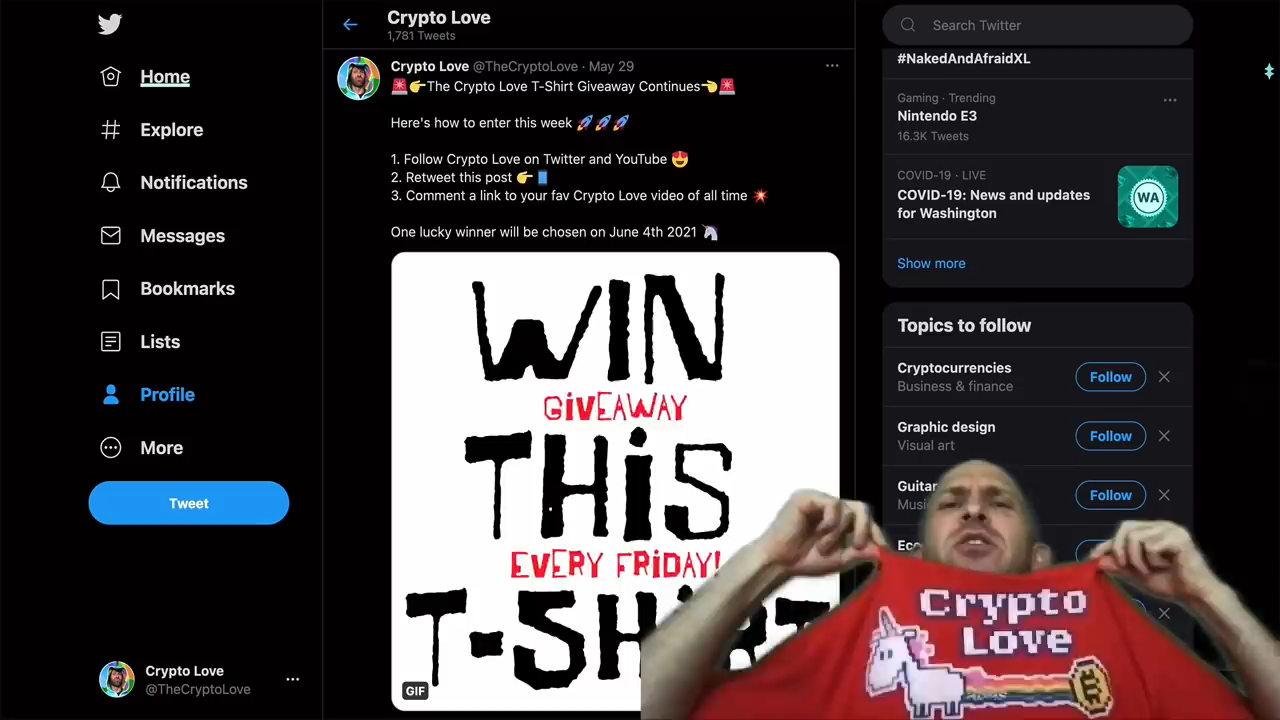 Home
Explore
Notifications
Messages
Bookmarks
Lists
Profile
More
Tweet
Crypto Love
@TheCryptoLove
Crypto Love
1,781 Tweets
Crypto Love @TheCryptoLove · May 29
🚨👉The Crypto Love T-Shirt Giveaway Continues👈🚨
Here's how to enter this week 🚀🚀🚀
1. Follow Crypto Love on Twitter and YouTube 😍
2. Retweet this post 👉📱
3. Comment a link to your fav Crypto Love video of all time 💥
One lucky winner will be chosen on June 4th 2021 🦄
WIN
GiVEAWAY
THiS
EVERY FRiDAY!
T-SH
GIF
Search Twitter
#NakedAndAfraidXL
Gaming · Trending
Nintendo E3
16.3K Tweets
COVID-19 · LIVE
COVID-19: News and updates
for Washington
WA
Show more
Topics to follow
Cryptocurrencies
Business & finance
Follow
Graphic design
Visual art
Follow
Guitar
Follow
Crypto
Love